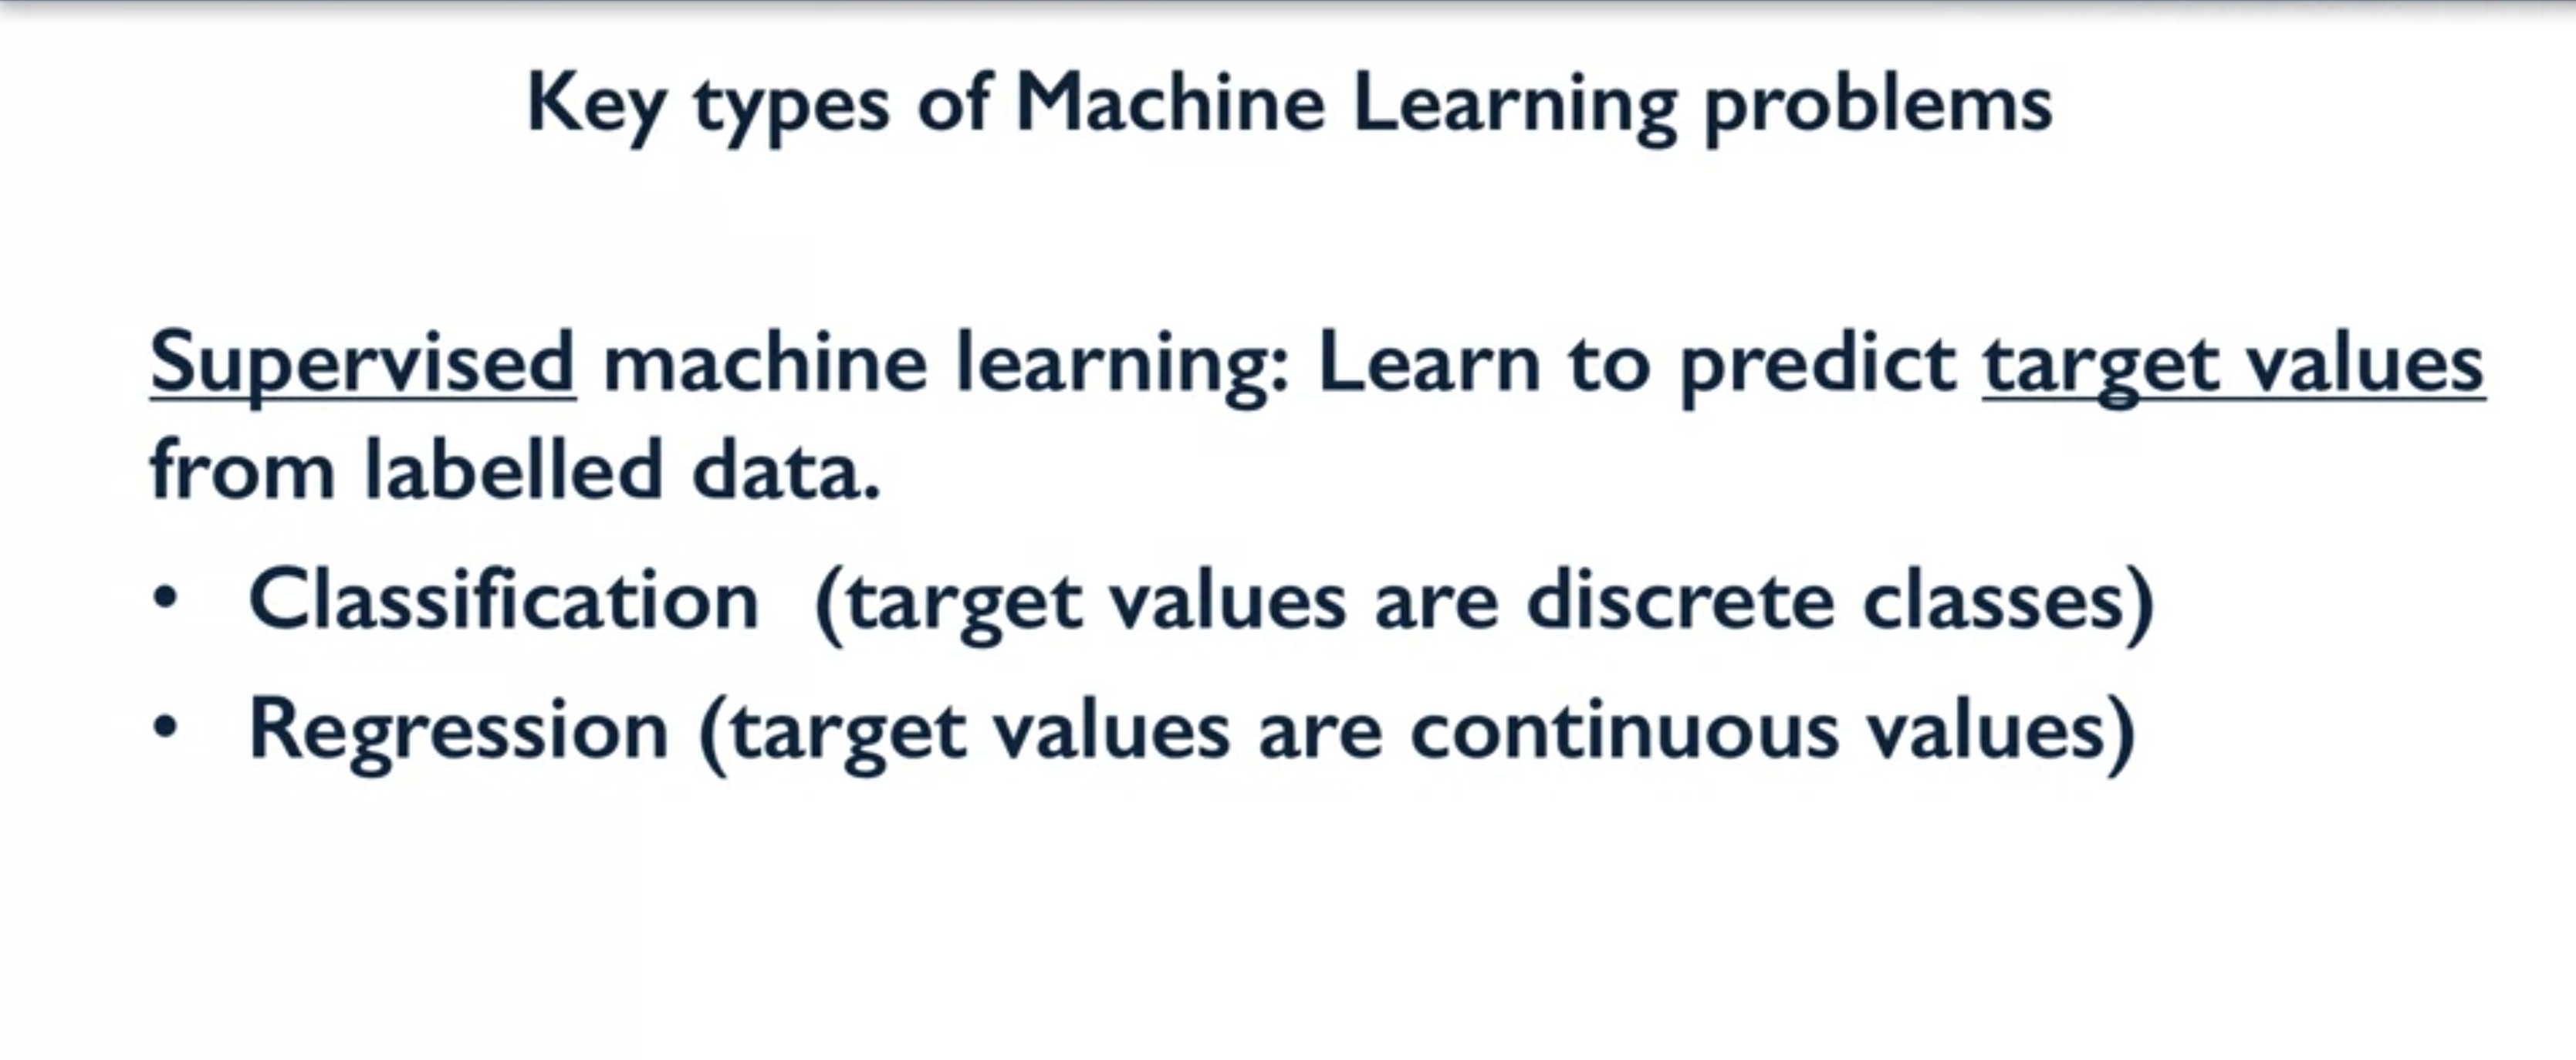 Key types of Machine Learning problems
Supervised machine learning: Learn to predict target values
from labelled data.
• Classification (target values are discrete classes)
• Regression (target values are continuous values)